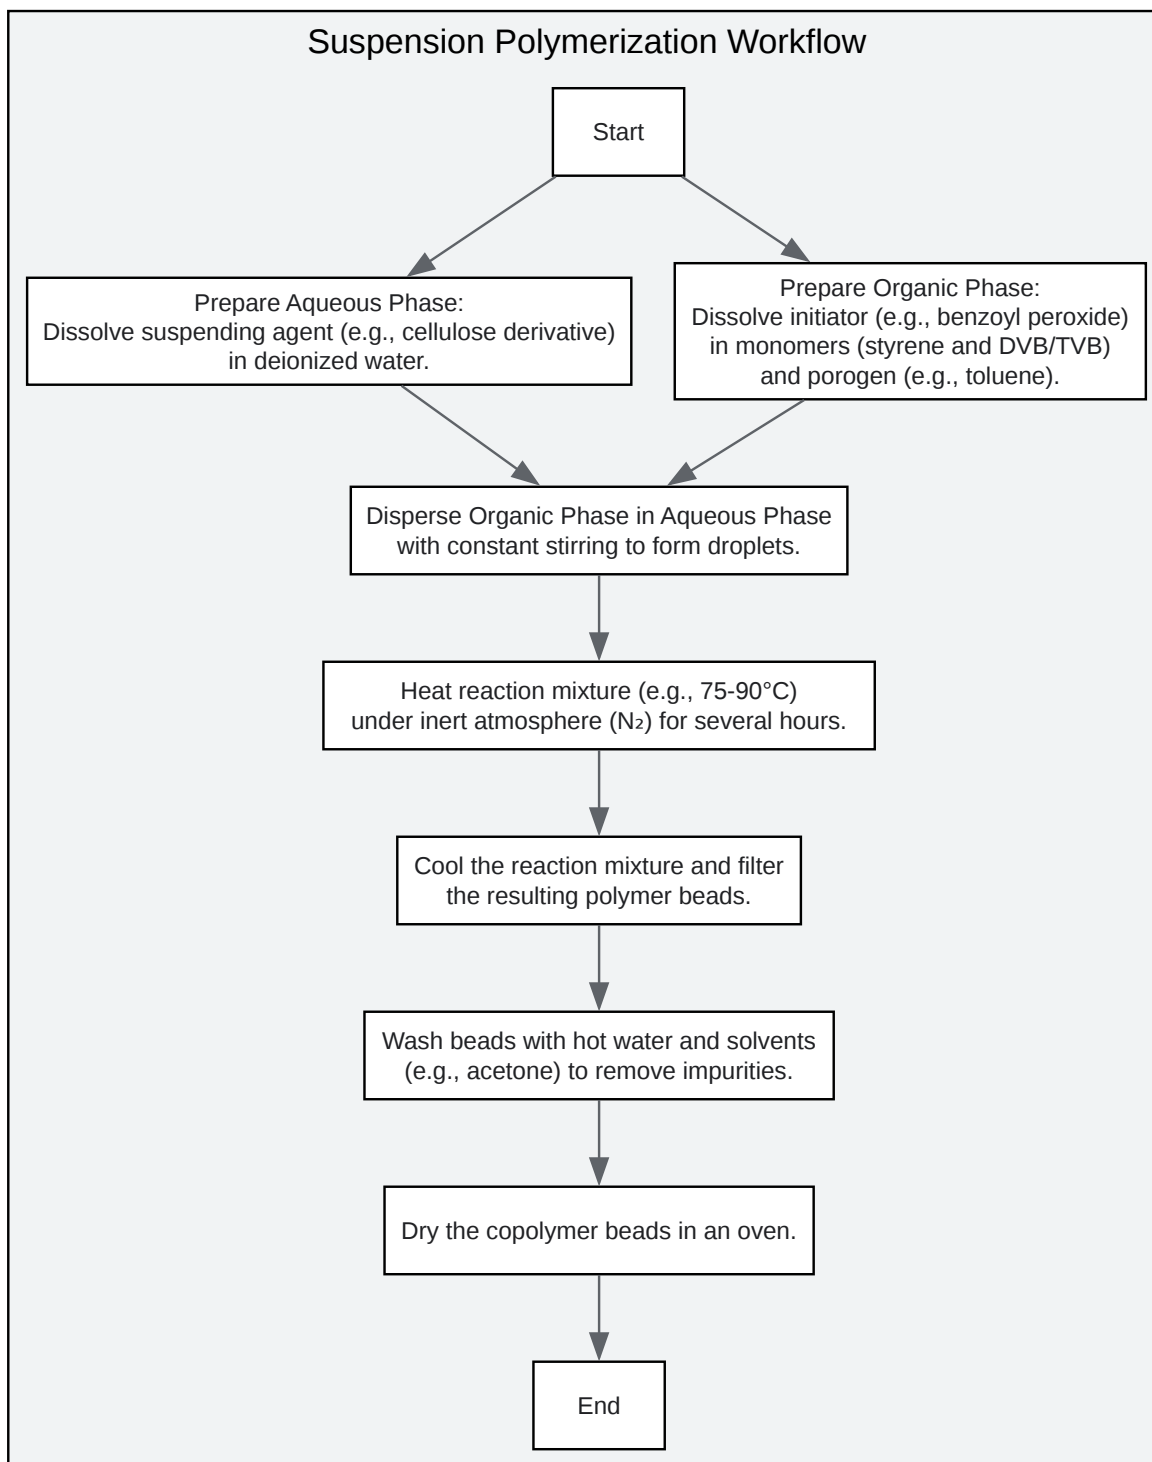 Suspension Polymerization Workflow
Start
Prepare Aqueous Phase:
Dissolve suspending agent (e.g., cellulose derivative)
in deionized water.
Prepare Organic Phase:
Dissolve initiator (e.g., benzoyl peroxide)
in monomers (styrene and DVB/TVB)
and porogen (e.g., toluene).
Disperse Organic Phase in Aqueous Phase
with constant stirring to form droplets.
Heat reaction mixture (e.g., 75-90°C)
under inert atmosphere (N₂) for several hours.
Cool the reaction mixture and filter
the resulting polymer beads.
Wash beads with hot water and solvents
(e.g., acetone) to remove impurities.
Dry the copolymer beads in an oven.
End